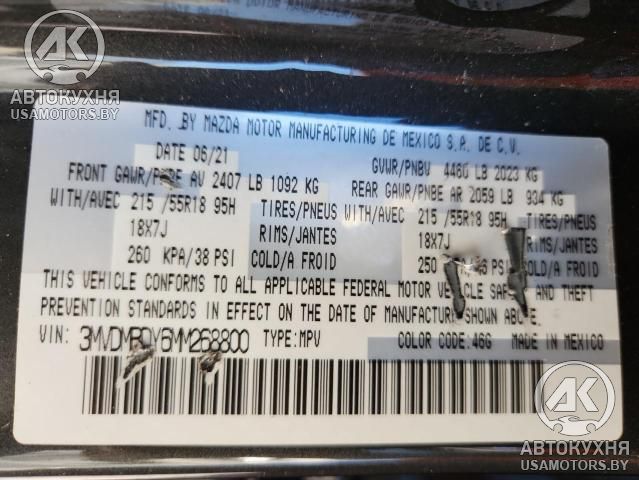 АВТОКУХНЯ
USAMOTORS.BY
MFD. BY MAZDA MOTOR MANUFACTURING DE MEXICO S.A. DE C.V.
DATE 06/21 GVWR/PNBV 4460 LB 2023 KG
FRONT GAWR/PNBE AV 2407 LB 1092 KG REAR GAWR/PNBE AR 2059 LB 934 KG
WITH/AVEC 215 /55R18 95H TIRES/PNEUS WITH/AVEC 215 /55R18 95H TIRES/PNEUS
18X7J RIMS/JANTES 18X7J RIMS/JANTES
260 KPA/38 PSI COLD/A FROID 250 PSI COLD/A FROID
THIS VEHICLE CONFORMS TO ALL APPLICABLE FEDERAL MOTOR VEHICLE SAFETY AND THEFT
PREVENTION STANDARDS IN EFFECT ON THE DATE OF MANUFACTURE SHOWN ABOVE.
VIN: TYPE: MPV COLOR CODE: 46G MADE IN MEXICO
АВТОКУХНЯ
USAMOTORS.BY